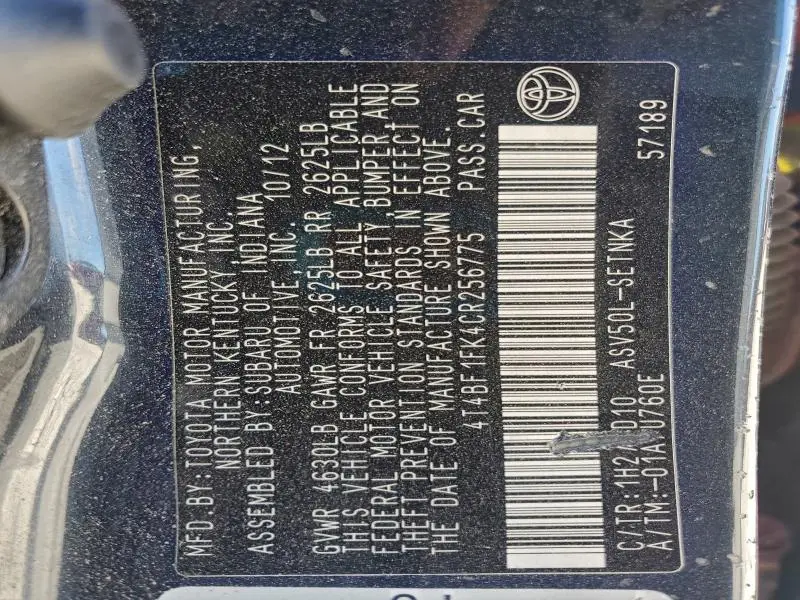 MFD.BY:TOYOTA MOTOR MANUFACTURING,
NORTHERN KENTUCKY INC.
ASSEMBLED BY:SUBARU OF INDIANA
AUTOMOTIVE,INC. 10/12
GVWR 4630LB GAWR FR 2625LB RR 2625LB
THIS VEHICLE CONFORMS TO ALL APPLICABLE
FEDERAL MOTOR VEHICLE SAFETY,BUMPER,AND
THEFT PREVENTION STANDARDS IN EFFECT ON
THE DATE OF MANUFACTURE SHOWN ABOVE.
4T4BF1FK4CR256775 PASS.CAR
C/TR:1H2/ D10 ASV50L-SETNKA 57189
A/TM:-01A/ U760E